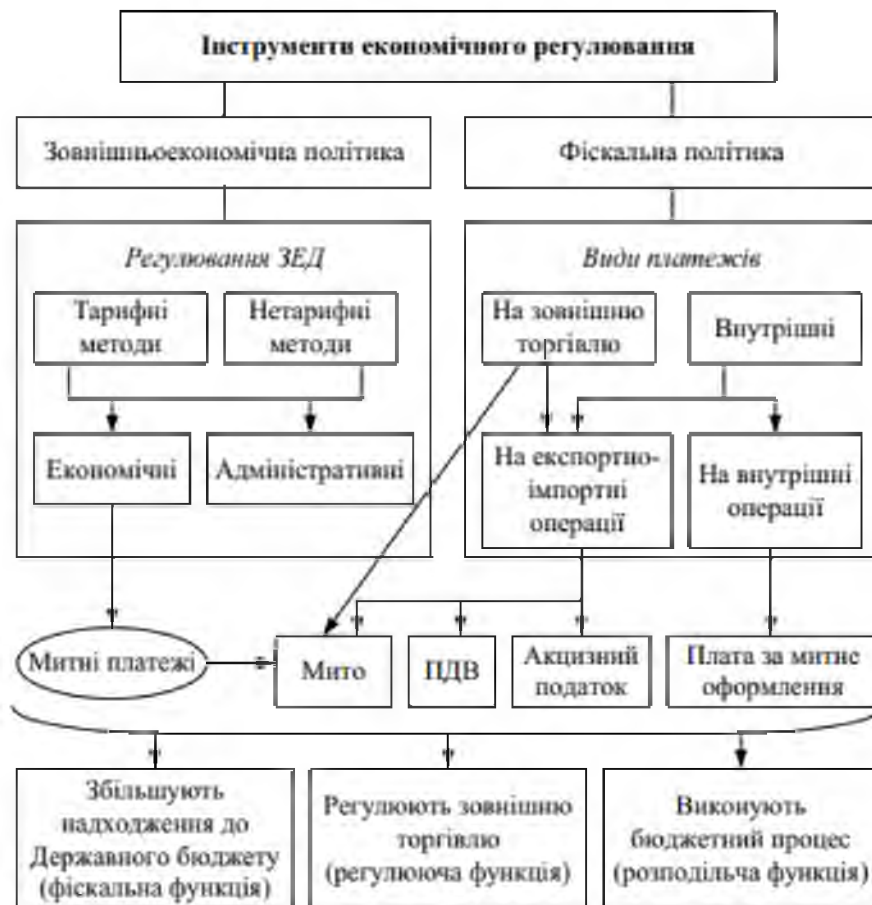 Інструменти економічного регулювання
Зовнішньоекономічна політика
Фіскальна політика
Регулювання ЗЕД
Види платежів
Тарифні
методи
Нетарифні
методи
На зовнішню
торгівлю
Внутрішні
Економічні
Адміністративні
На експортно-
імпортні
операції
На внутрішні
операції
Митні платежі
Мито
ПДВ
Акцизний
податок
Плата за митне
оформлення
Збільшують
надходження до
Державного бюджету
(фіскальна функція)
Регулюють зовнішню
торгівлю
(регулююча функція)
Виконують
бюджетний процес
(розподільча функція)